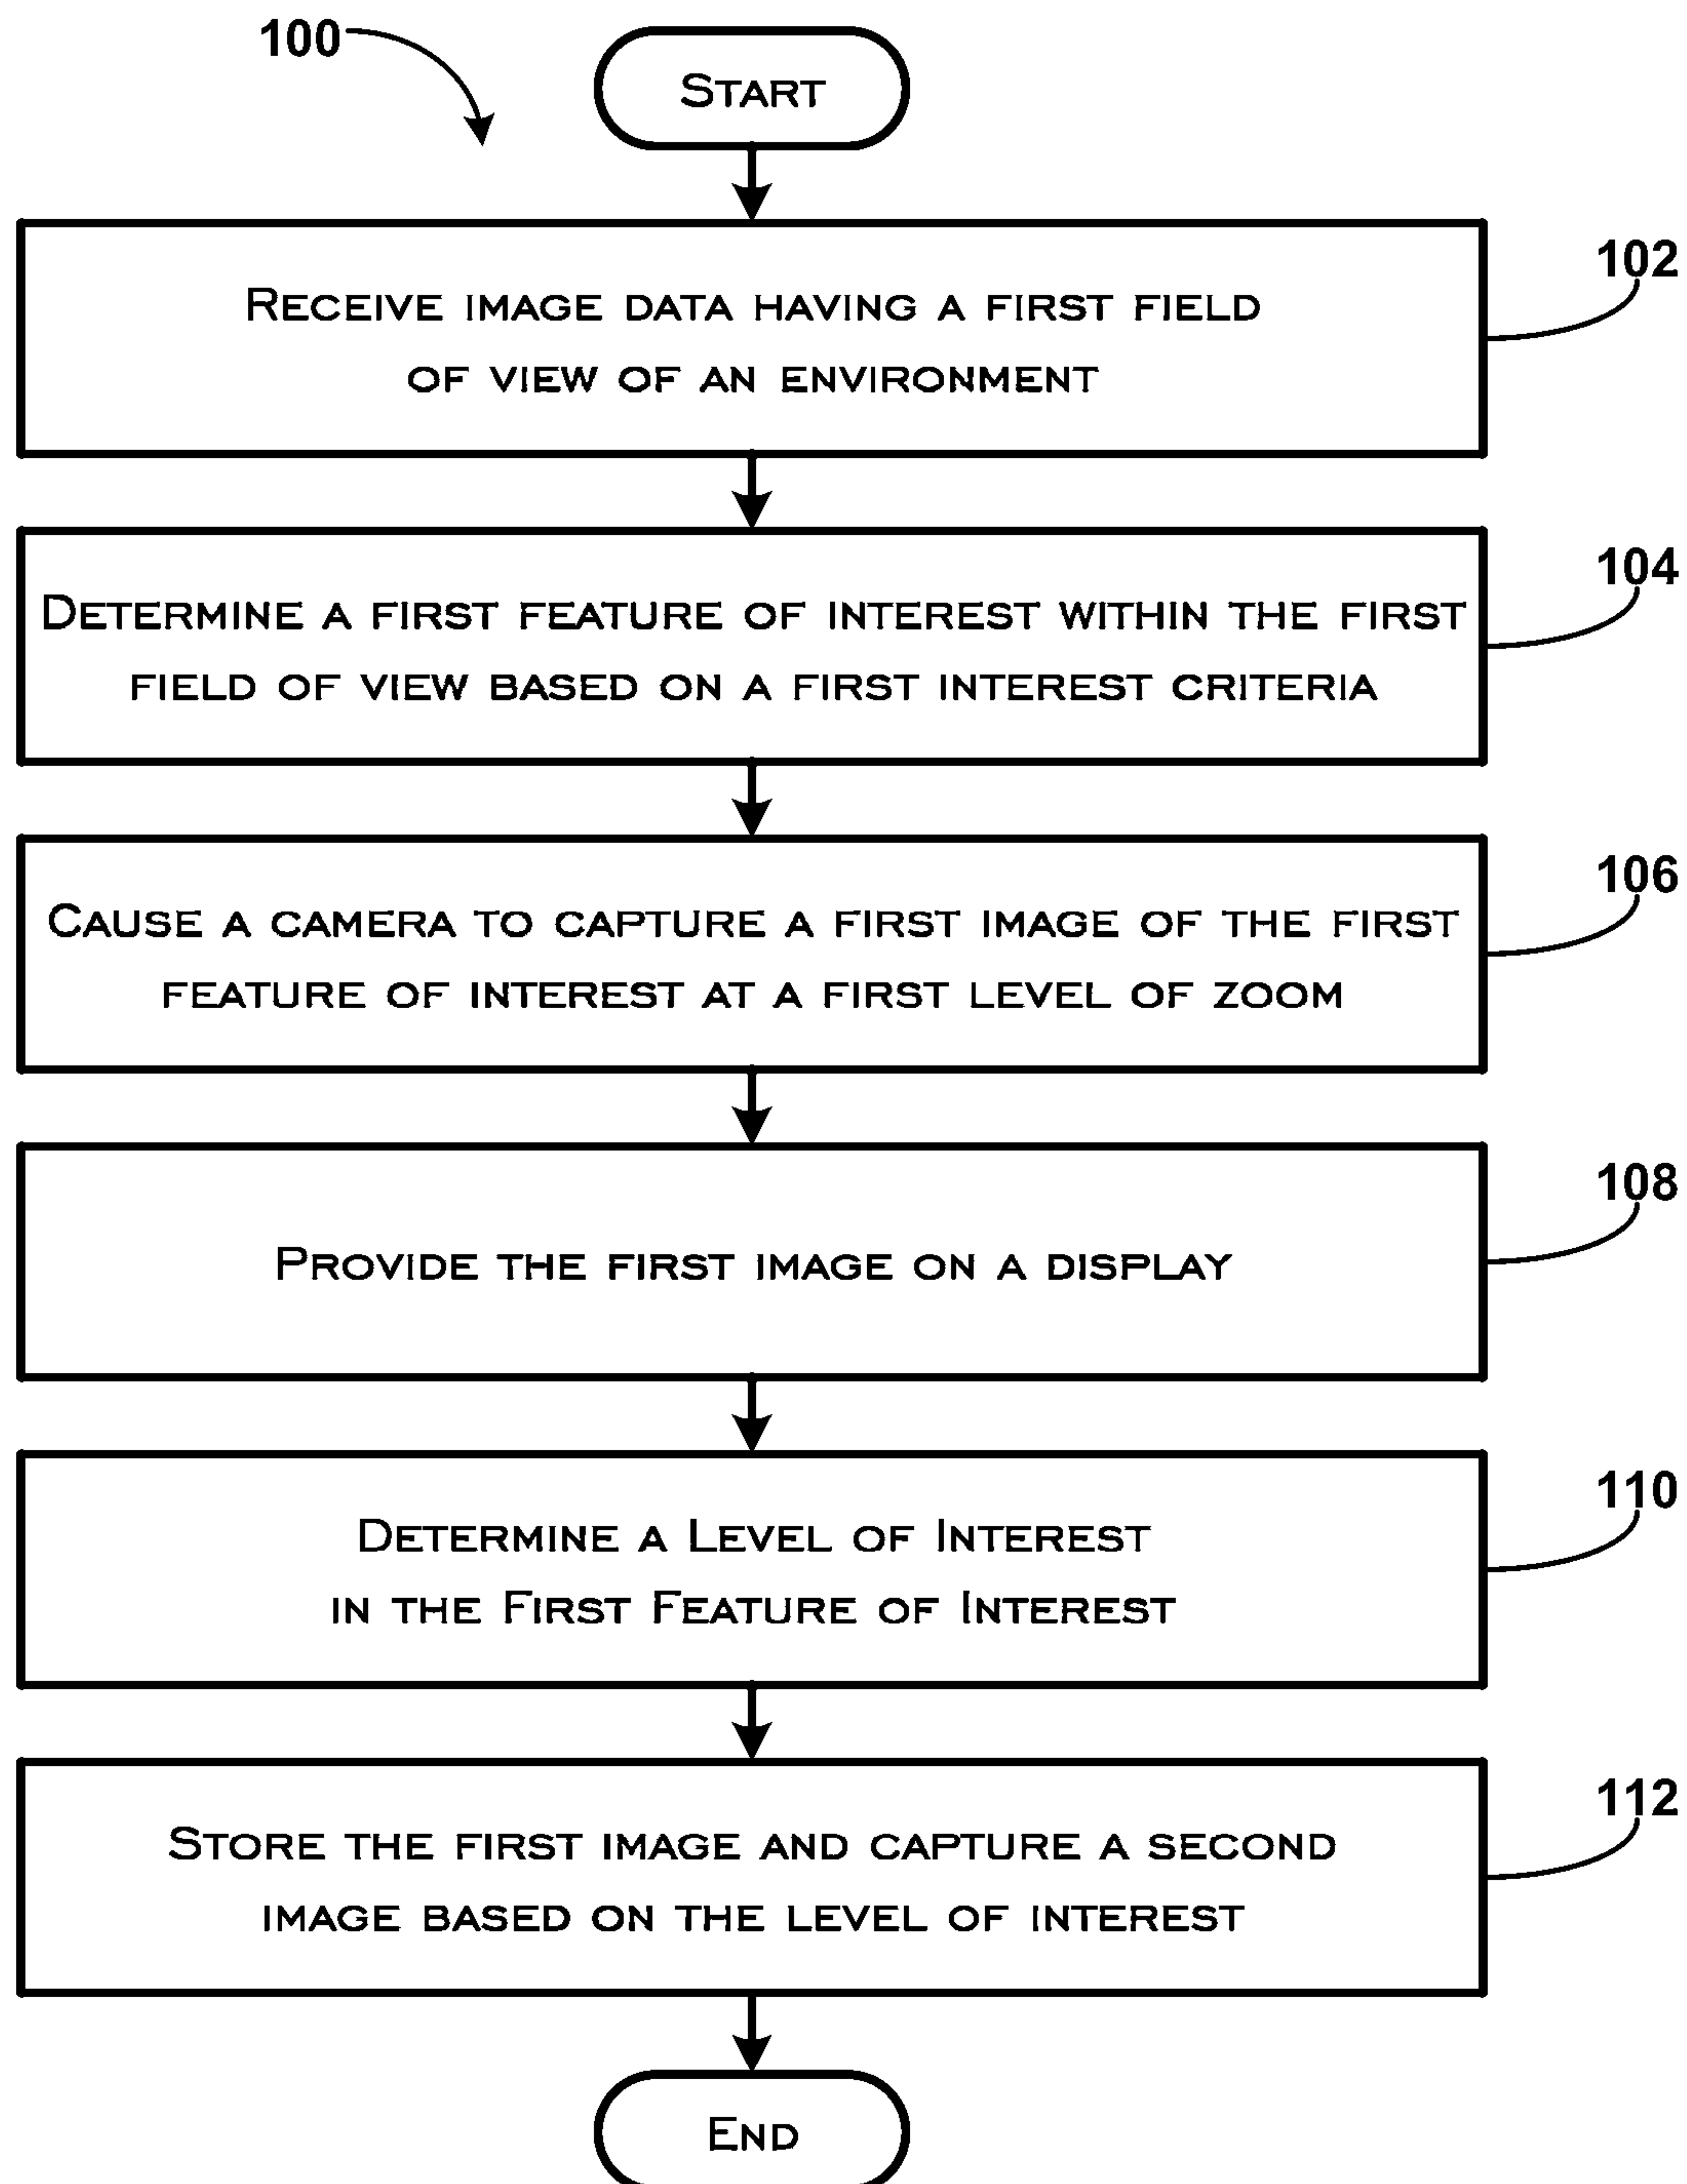 100
START
102
RECEIVE IMAGE DATA HAVING A FIRST FIELD
OF VIEW OF AN ENVIRONMENT
104
DETERMINE A FIRST FEATURE OF INTEREST WITHIN THE FIRST
FIELD OF VIEW BASED ON A FIRST INTEREST CRITERIA
106
CAUSE A CAMERA TO CAPTURE A FIRST IMAGE OF THE FIRST
FEATURE OF INTEREST AT A FIRST LEVEL OF ZOOM
108
PROVIDE THE FIRST IMAGE ON A DISPLAY
110
DETERMINE A LEVEL OF INTEREST
IN THE FIRST FEATURE OF INTEREST
112
STORE THE FIRST IMAGE AND CAPTURE A SECOND
IMAGE BASED ON THE LEVEL OF INTEREST
END